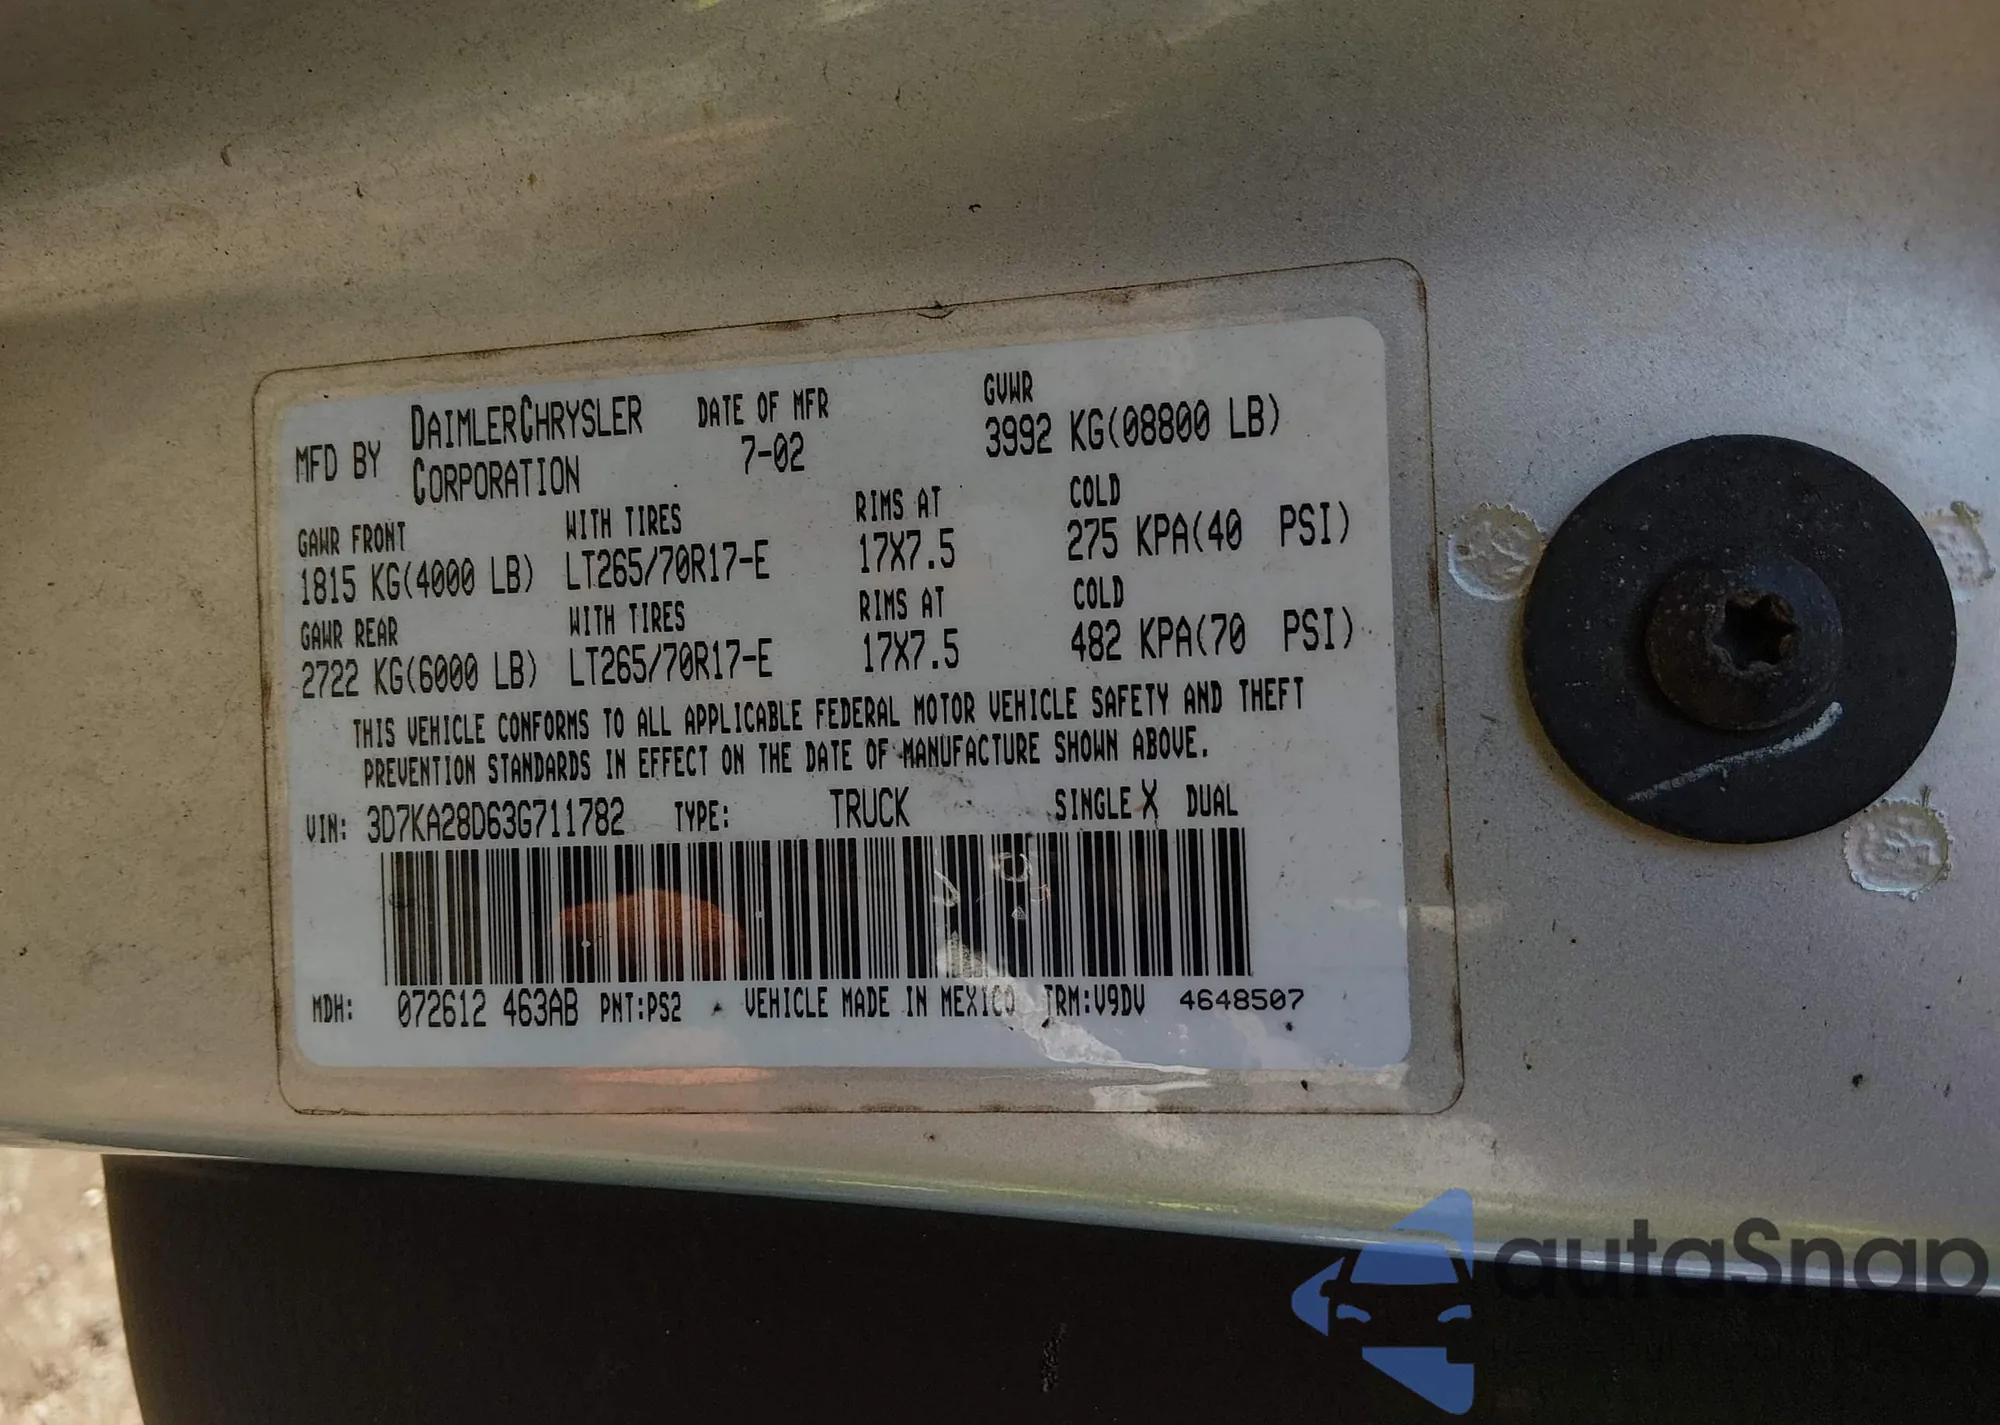 MFD BY DAIMLERCHRYSLER CORPORATION DATE OF MFR 7-02 GVWR 3992 KG(08800 LB)
GAWR FRONT WITH TIRES RIMS AT COLD
1815 KG(4000 LB) LT265/70R17-E 17X7.5 275 KPA(40 PSI)
GAWR REAR WITH TIRES RIMS AT COLD
2722 KG(6000 LB) LT265/70R17-E 17X7.5 482 KPA(70 PSI)
THIS VEHICLE CONFORMS TO ALL APPLICABLE FEDERAL MOTOR VEHICLE SAFETY AND THEFT
PREVENTION STANDARDS IN EFFECT ON THE DATE OF MANUFACTURE SHOWN ABOVE.
VIN: 3D7KA28D63G711782 TYPE: TRUCK SINGLE X DUAL
MDH: 072612 463AB PNT:PS2 VEHICLE MADE IN MEXICO TRM:V9DV 4648507
autaSnap